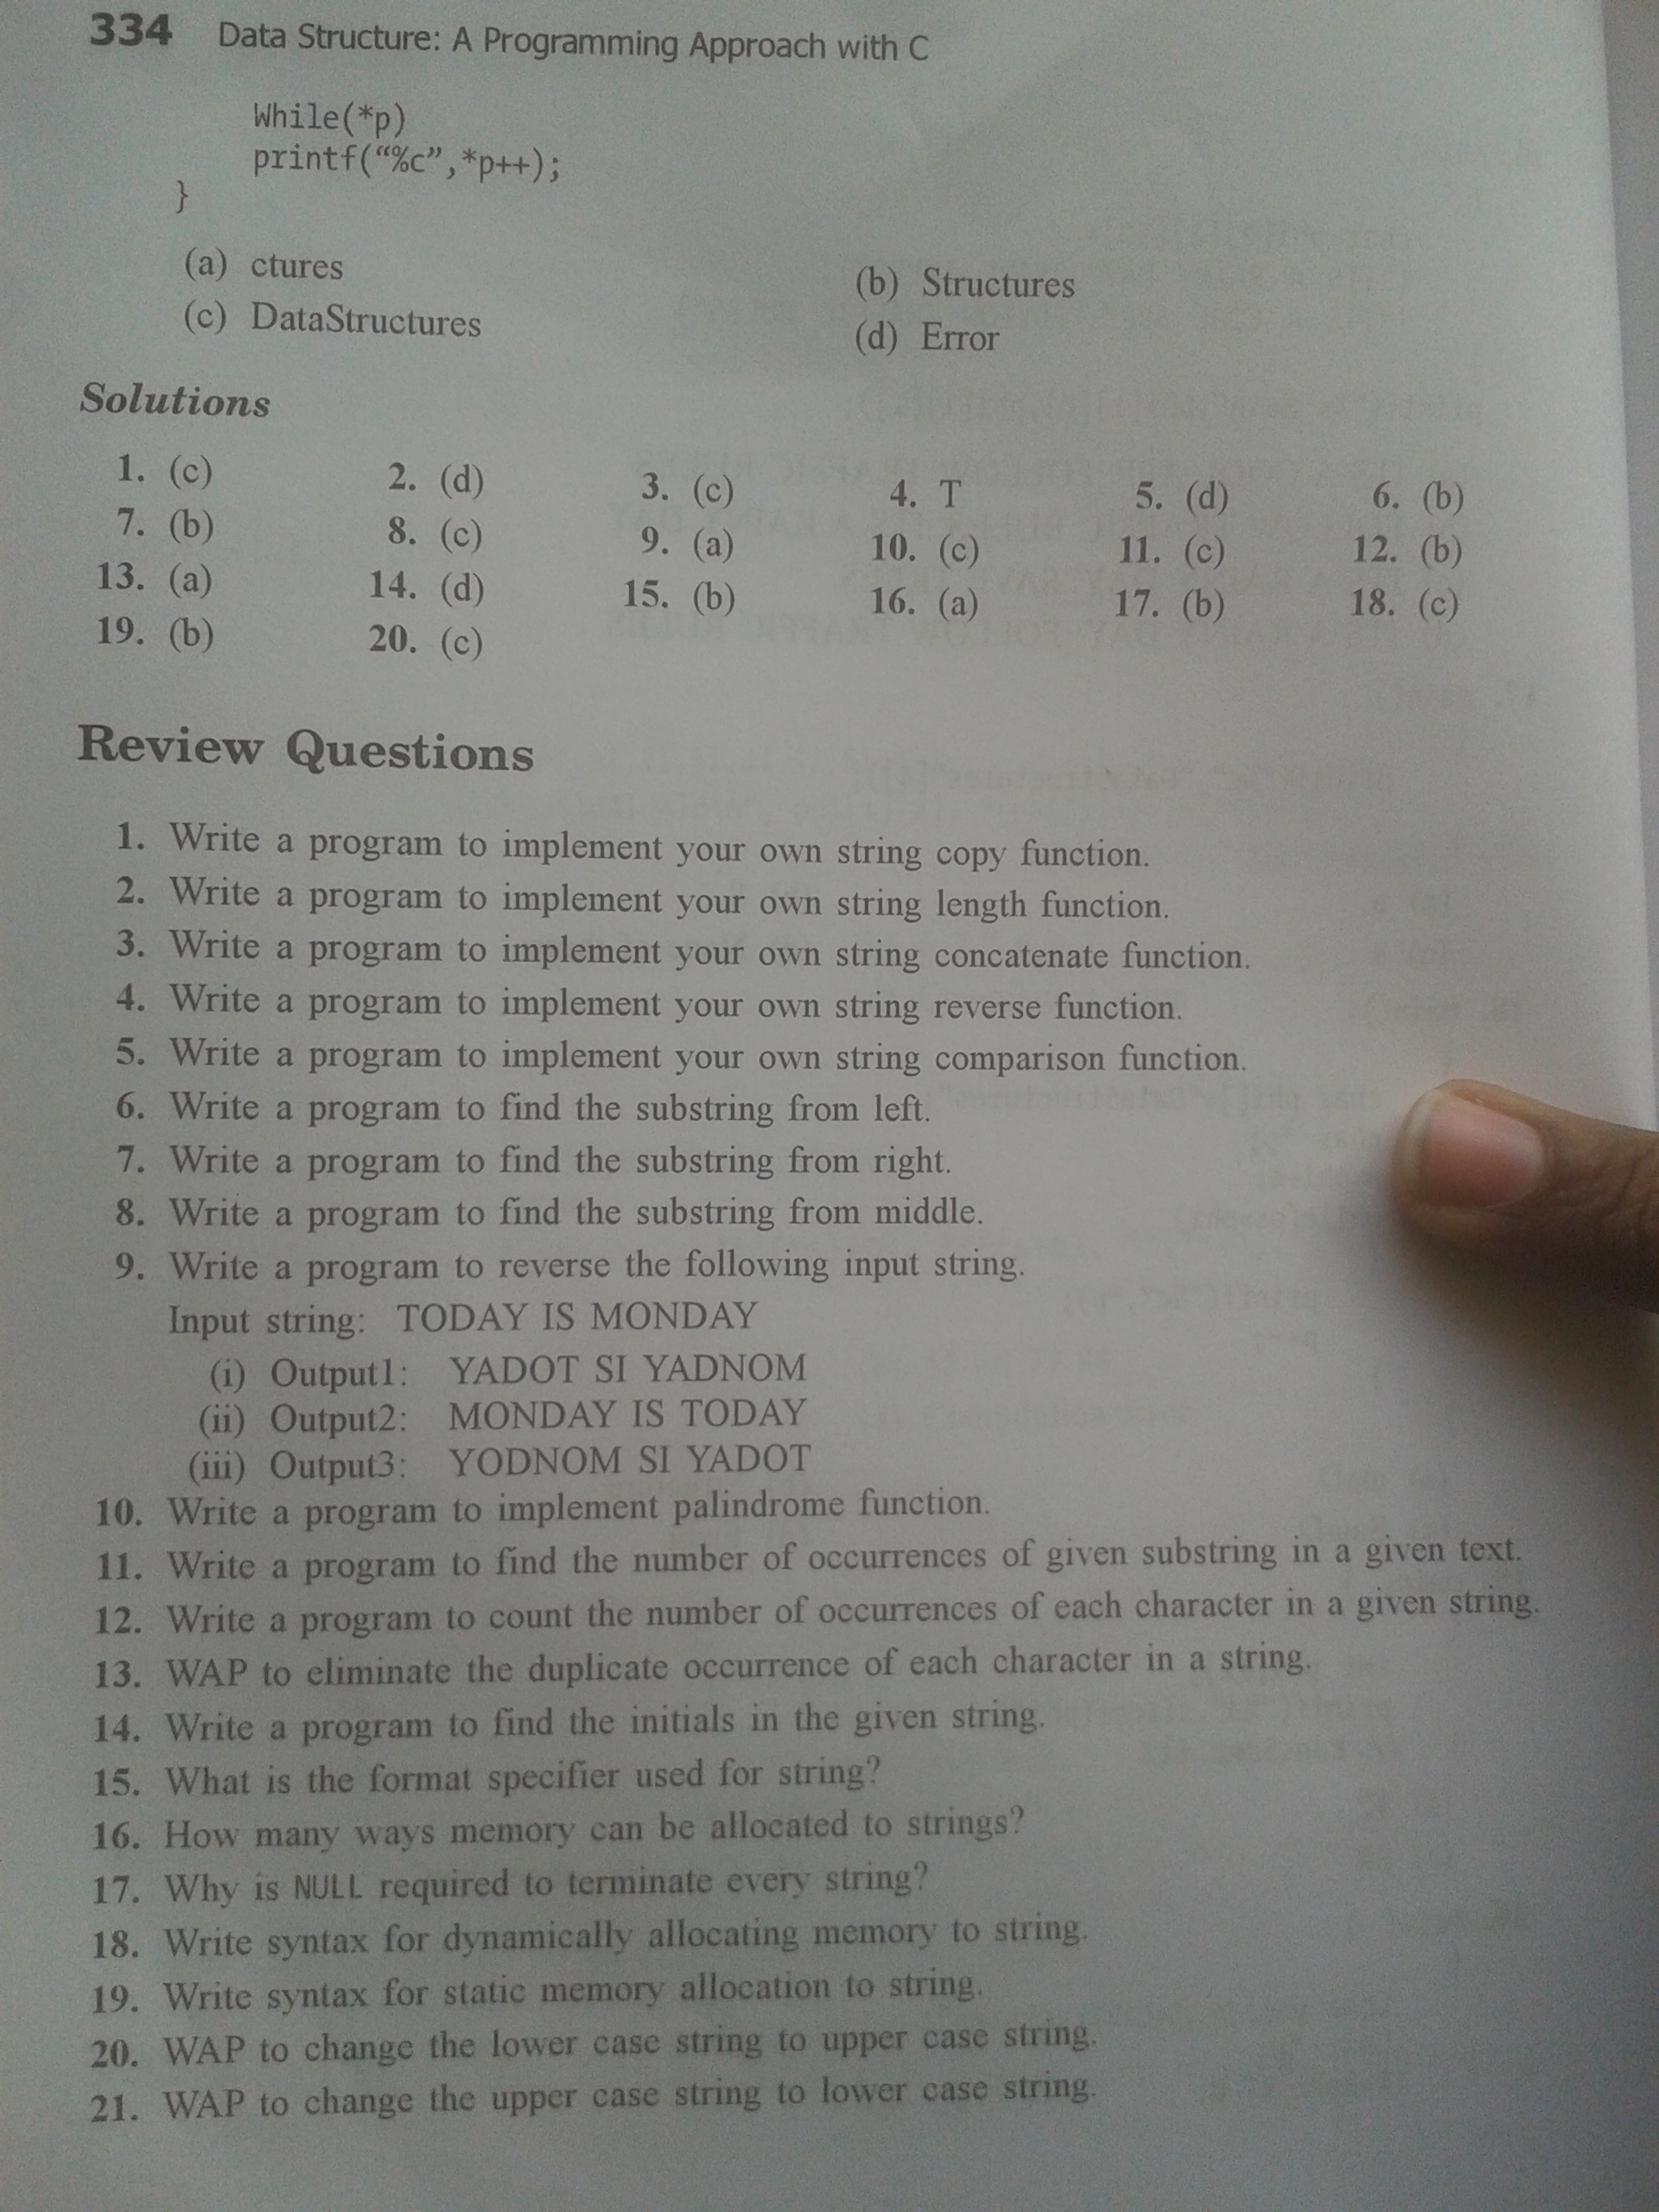 334 Data Structure: A Programming Approach with C
While(*p)
printf(“%c”,*p++);
}
(a) ctures (b) Structures
(c) DataStructures (d) Error
Solutions
1. (c) 2. (d) 3. (c) 4. T 5. (d) 6. (b)
7. (b) 8. (c) 9. (a) 10. (c) 11. (c) 12. (b)
13. (a) 14. (d) 15. (b) 16. (a) 17. (b) 18. (c)
19. (b) 20. (c)
Review Questions
1. Write a program to implement your own string copy function.
2. Write a program to implement your own string length function.
3. Write a program to implement your own string concatenate function.
4. Write a program to implement your own string reverse function.
5. Write a program to implement your own string comparison function.
6. Write a program to find the substring from left.
7. Write a program to find the substring from right.
8. Write a program to find the substring from middle.
9. Write a program to reverse the following input string.
Input string: TODAY IS MONDAY
(i) Output1: YADOT SI YADNOM
(ii) Output2: MONDAY IS TODAY
(iii) Output3: YODNOM SI YADOT
10. Write a program to implement palindrome function.
11. Write a program to find the number of occurrences of given substring in a given text.
12. Write a program to count the number of occurrences of each character in a given string.
13. WAP to eliminate the duplicate occurrence of each character in a string.
14. Write a program to find the initials in the given string.
15. What is the format specifier used for string?
16. How many ways memory can be allocated to strings?
17. Why is NULL required to terminate every string?
18. Write syntax for dynamically allocating memory to string.
19. Write syntax for static memory allocation to string.
20. WAP to change the lower case string to upper case string.
21. WAP to change the upper case string to lower case string.